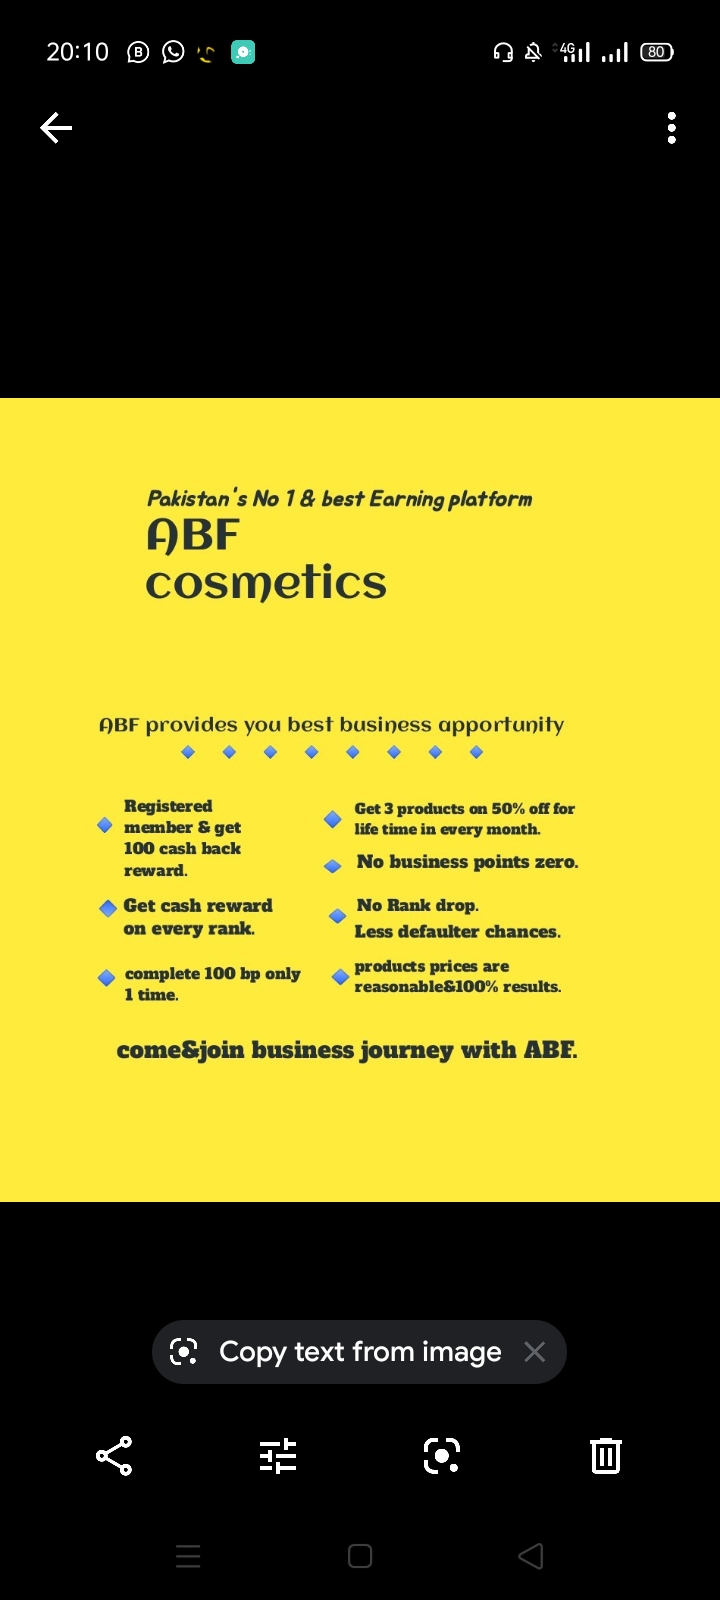 20:10
4G
80
Pakistan's No 1 & best Earning platform
ABF
cosmetics
ABF provides you best business apportunity
Registered
member & get
100 cash back
reward.
Get cash reward
on every rank.
complete 100 bp only
1 time.
Get 3 products on 50% off for
life time in every month.
No business points zero.
No Rank drop.
Less defaulter chances.
products prices are
reasonable&100% results.
come&join business journey with ABF.
Copy text from image